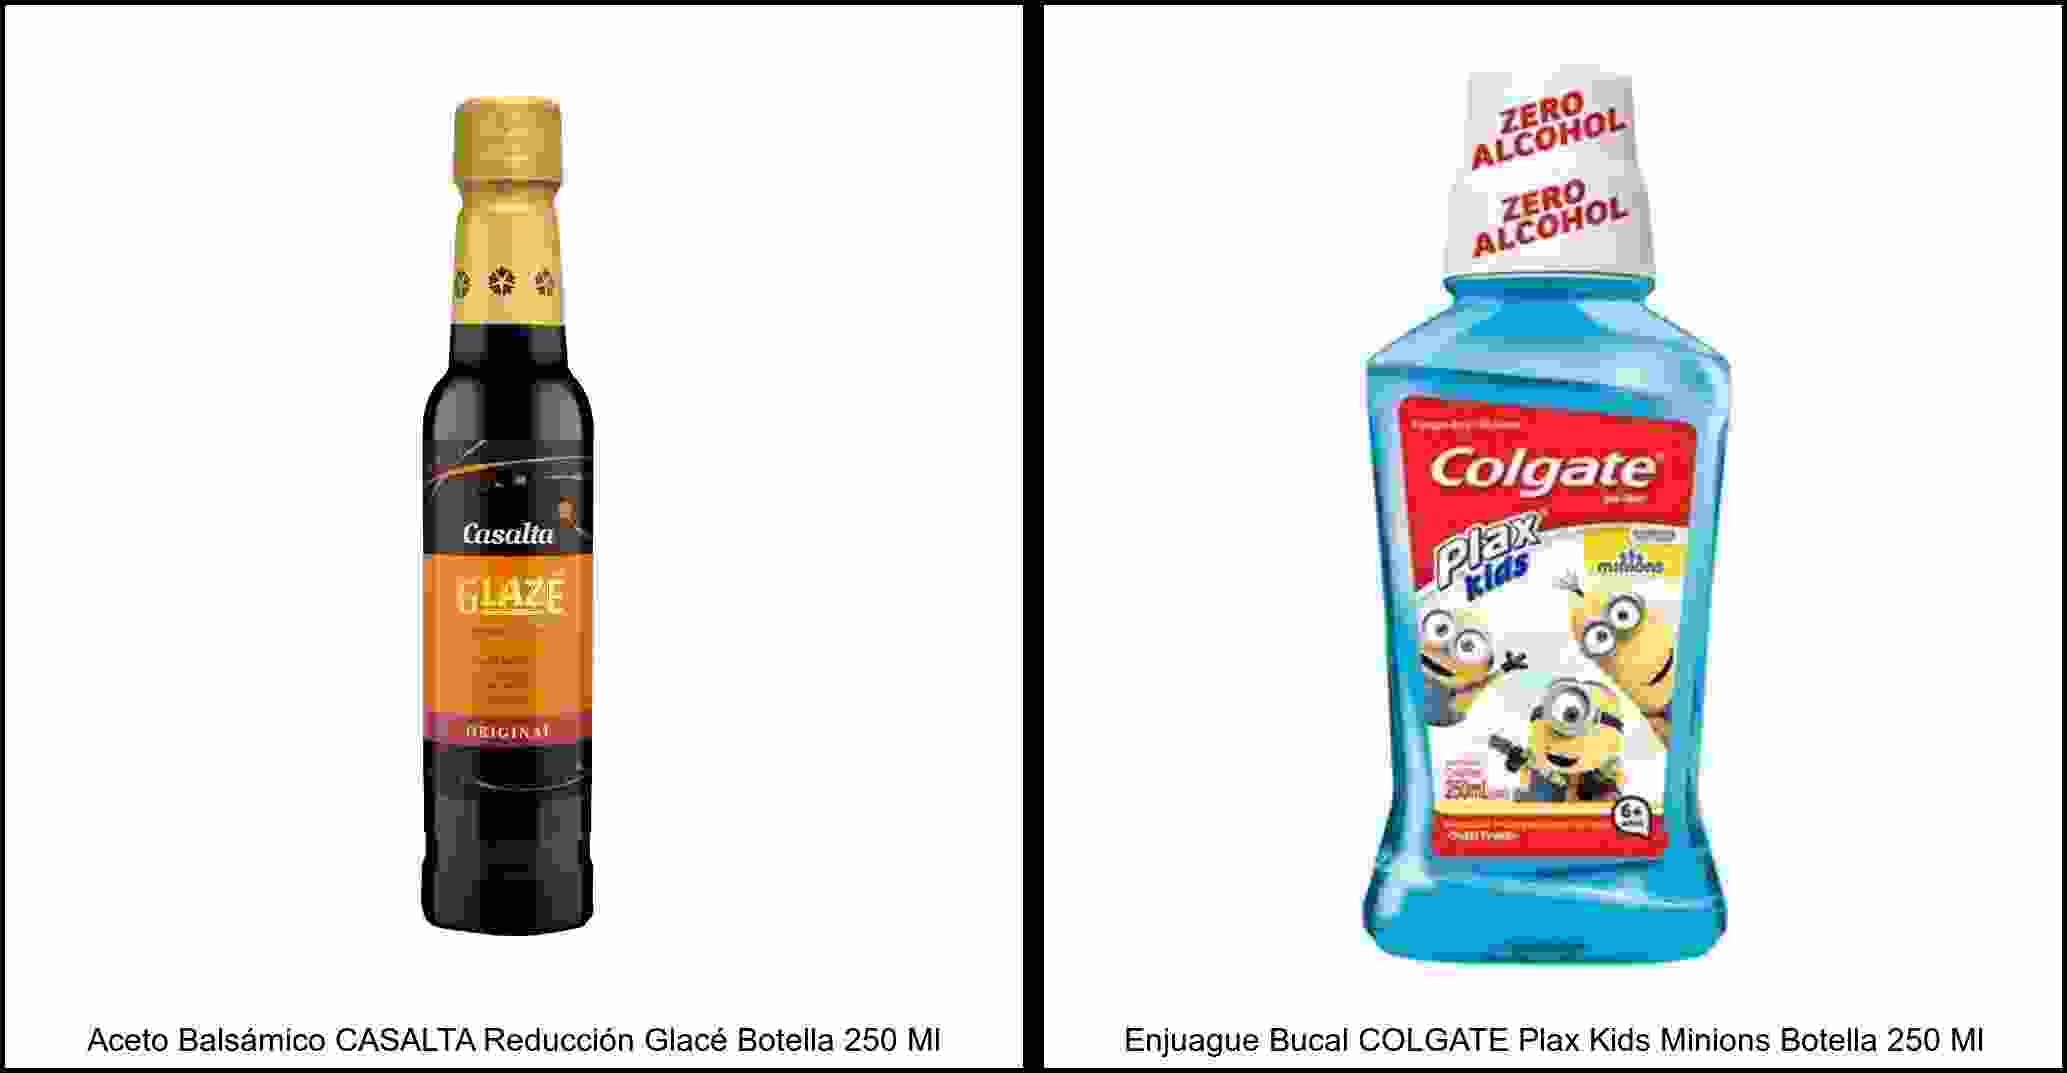 Casalta
GLAZÉ
ORIGINAL
Aceto Balsámico CASALTA Reducción Glacé Botella 250 Ml
ZERO
ALCOHOL
ZERO
ALCOHOL
Colgate
Plax
kids
minions
250ml
6+
Enjuague Bucal COLGATE Plax Kids Minions Botella 250 Ml